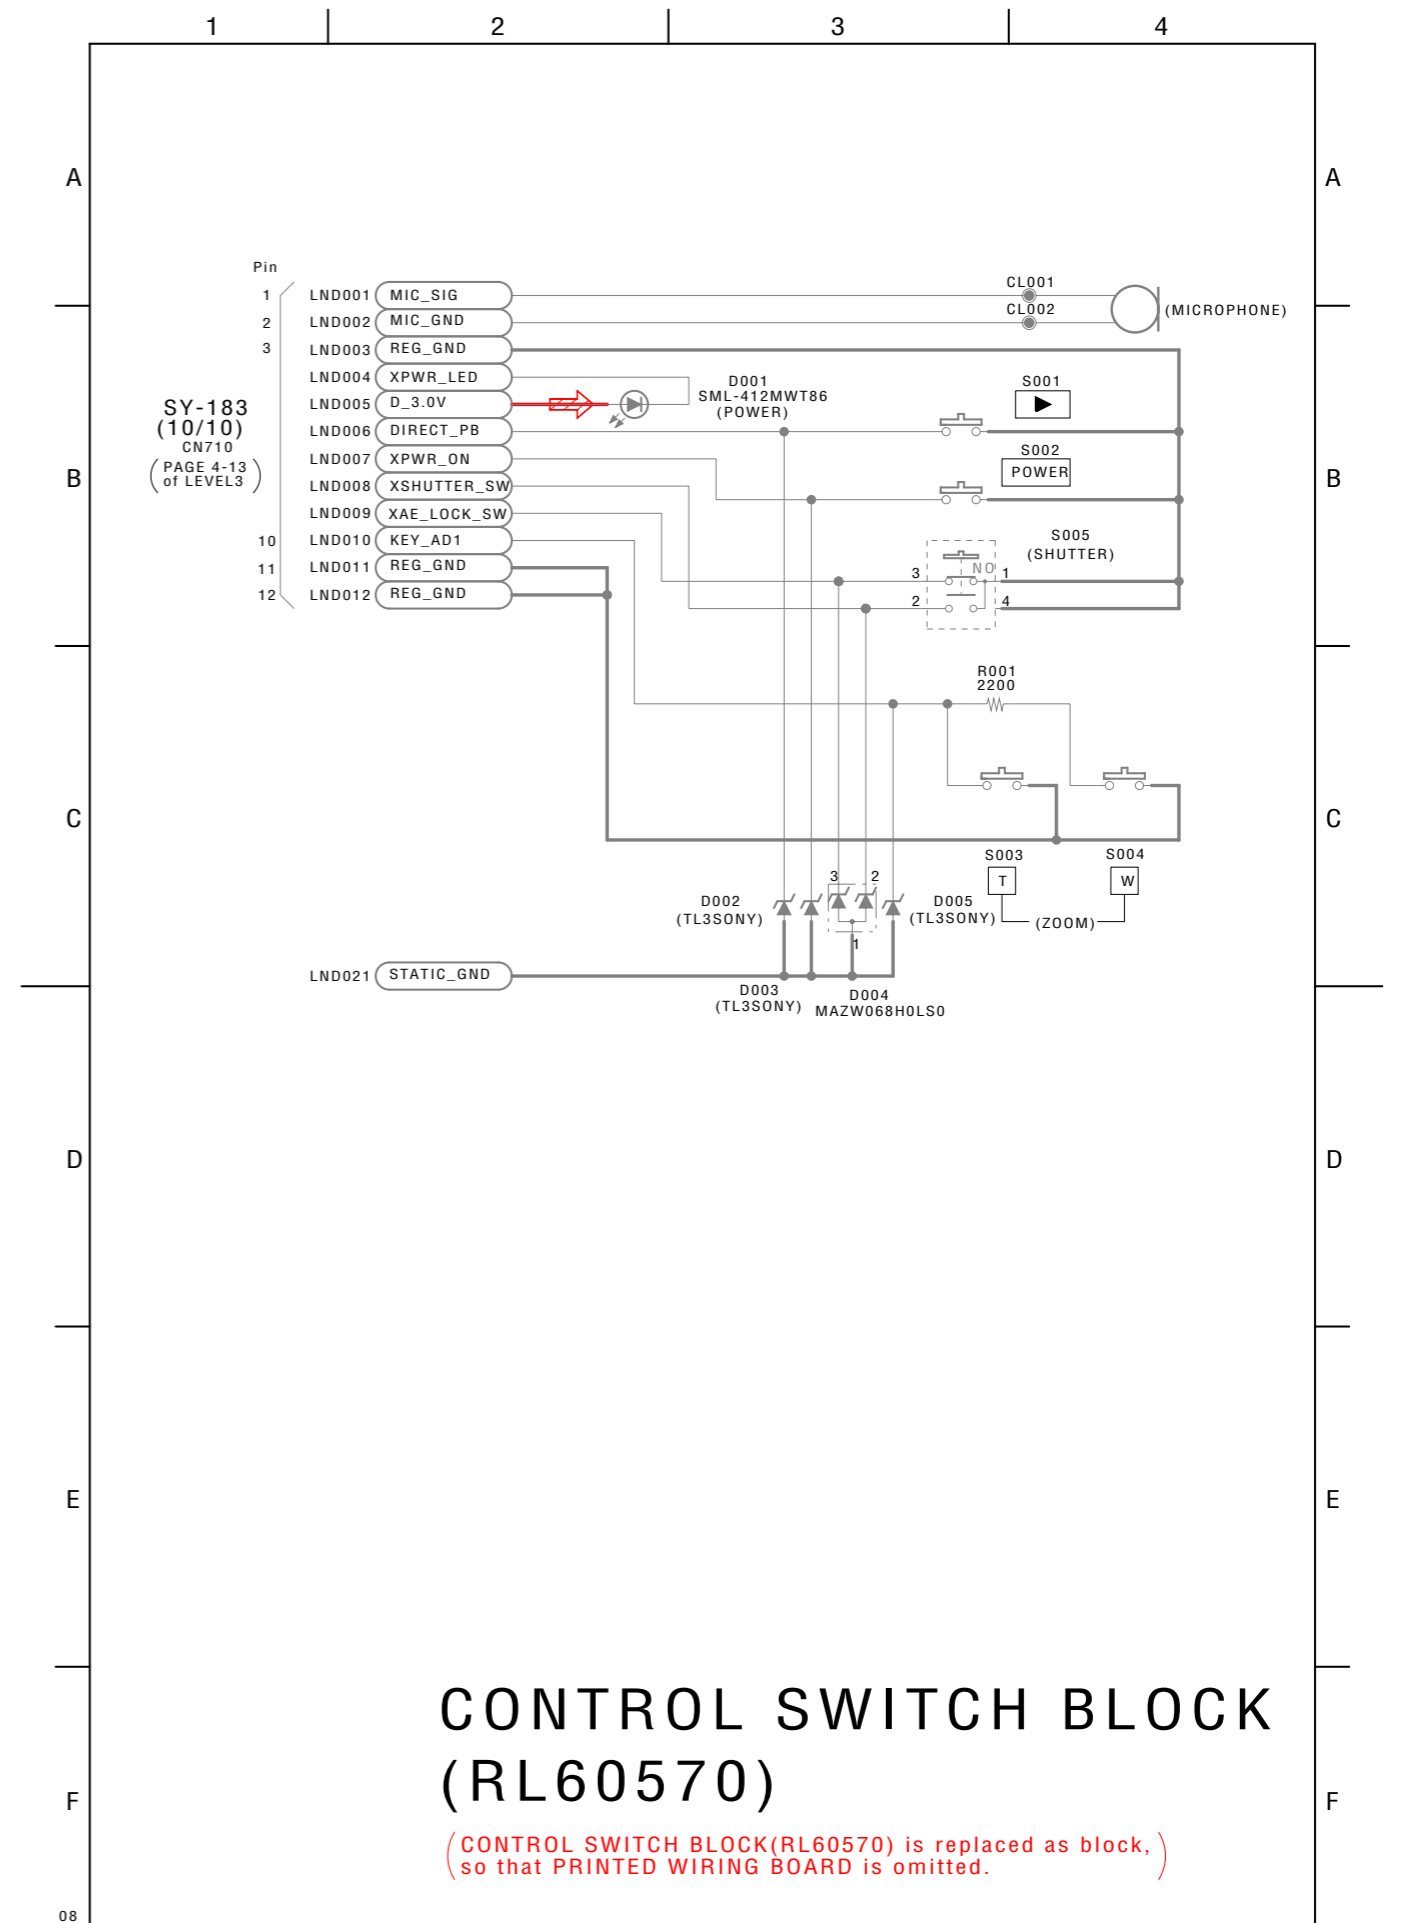 1 2 3 4
A A
Pin
1 LND001 MIC_SIG CL001
2 LND002 MIC_GND CL002 (MICROPHONE)
3 LND003 REG_GND
LND004 XPWR_LED
LND005 D_3.0V
LND006 DIRECT_PB
LND007 XPWR_ON
LND008 XSHUTTER_SW
LND009 XAE_LOCK_SW
10 LND010 KEY_AD1
11 LND011 REG_GND
12 LND012 REG_GND
SY-183
(10/10)
CN710
(PAGE 4-13
of LEVEL3)
D001
SML-412MWT86
(POWER)
S001
S002
POWER
B B
S005
(SHUTTER)
NO
3 1
2 4
R001
2200
C C
S003 S004
T W
(ZOOM)
3 2
1
D002
(TL3SONY)
D005
(TL3SONY)
LND021 STATIC_GND
D003
(TL3SONY)
D004
MAZW068H0LS0
D D
E E
CONTROL SWITCH BLOCK
(RL60570)
F F
(CONTROL SWITCH BLOCK(RL60570) is replaced as block,
so that PRINTED WIRING BOARD is omitted.)
08